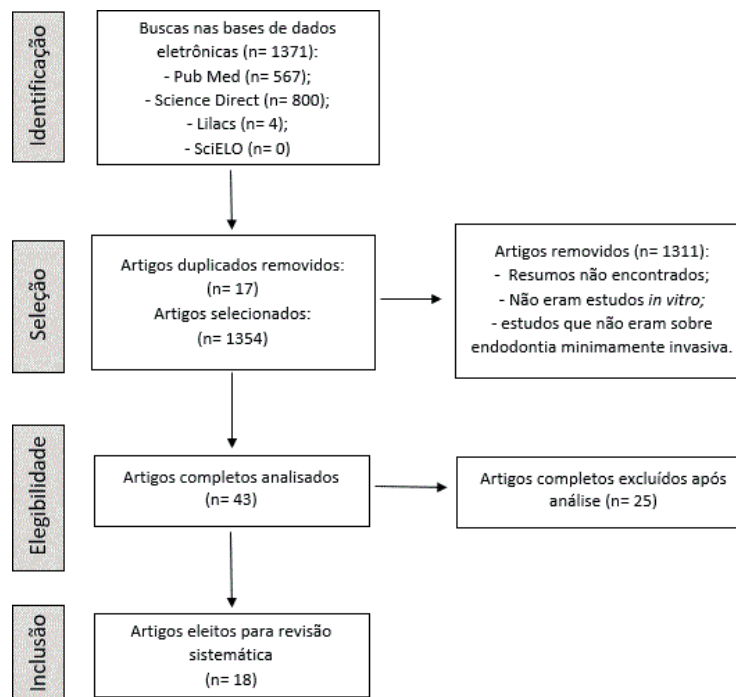 Identificação
Buscas nas bases de dados
eletrônicas (n= 1371):
- Pub Med (n= 567);
- Science Direct (n= 800);
- Lilacs (n= 4);
- SciELO (n= 0)
Seleção
Artigos duplicados removidos:
(n= 17)
Artigos selecionados:
(n= 1354)
Artigos removidos (n= 1311):
- Resumos não encontrados;
- Não eram estudos in vitro;
- estudos que não eram sobre
endodontia minimamente invasiva.
Elegibilidade
Artigos completos analisados
(n= 43)
Artigos completos excluídos após
análise (n= 25)
Inclusão
Artigos eleitos para revisão
sistemática
(n= 18)